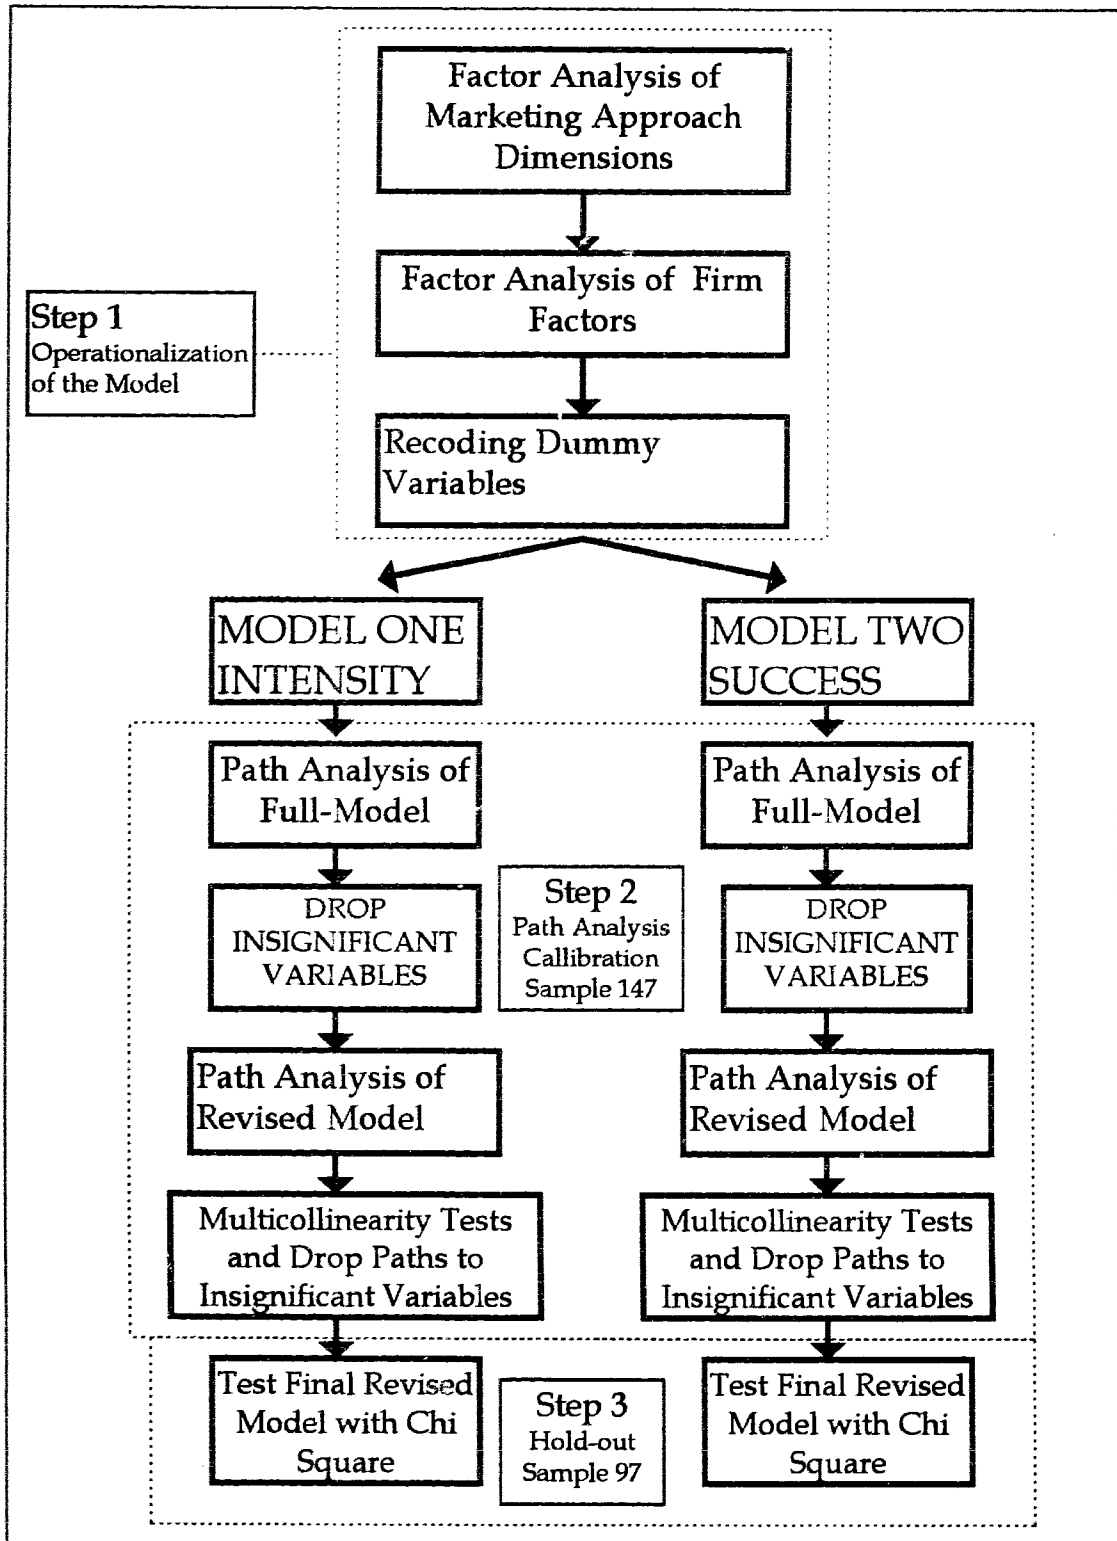 Factor Analysis of
Marketing Approach
Dimensions
Factor Analysis of Firm
Factors
Step 1
Operationalization
of the Model
Recoding Dummy
Variables
MODEL ONE
INTENSITY
MODEL TWO
SUCCESS
Path Analysis of
Full-Model
Path Analysis of
Full-Model
DROP
INSIGNIFICANT
VARIABLES
Step 2
Path Analysis
Callibration
Sample 147
DROP
INSIGNIFICANT
VARIABLES
Path Analysis of
Revised Model
Path Analysis of
Revised Model
Multicollinearity Tests
and Drop Paths to
Insignificant Variables
Multicollinearity Tests
and Drop Paths to
Insignificant Variables
Test Final Revised
Model with Chi
Square
Step 3
Hold-out
Sample 97
Test Final Revised
Model with Chi
Square